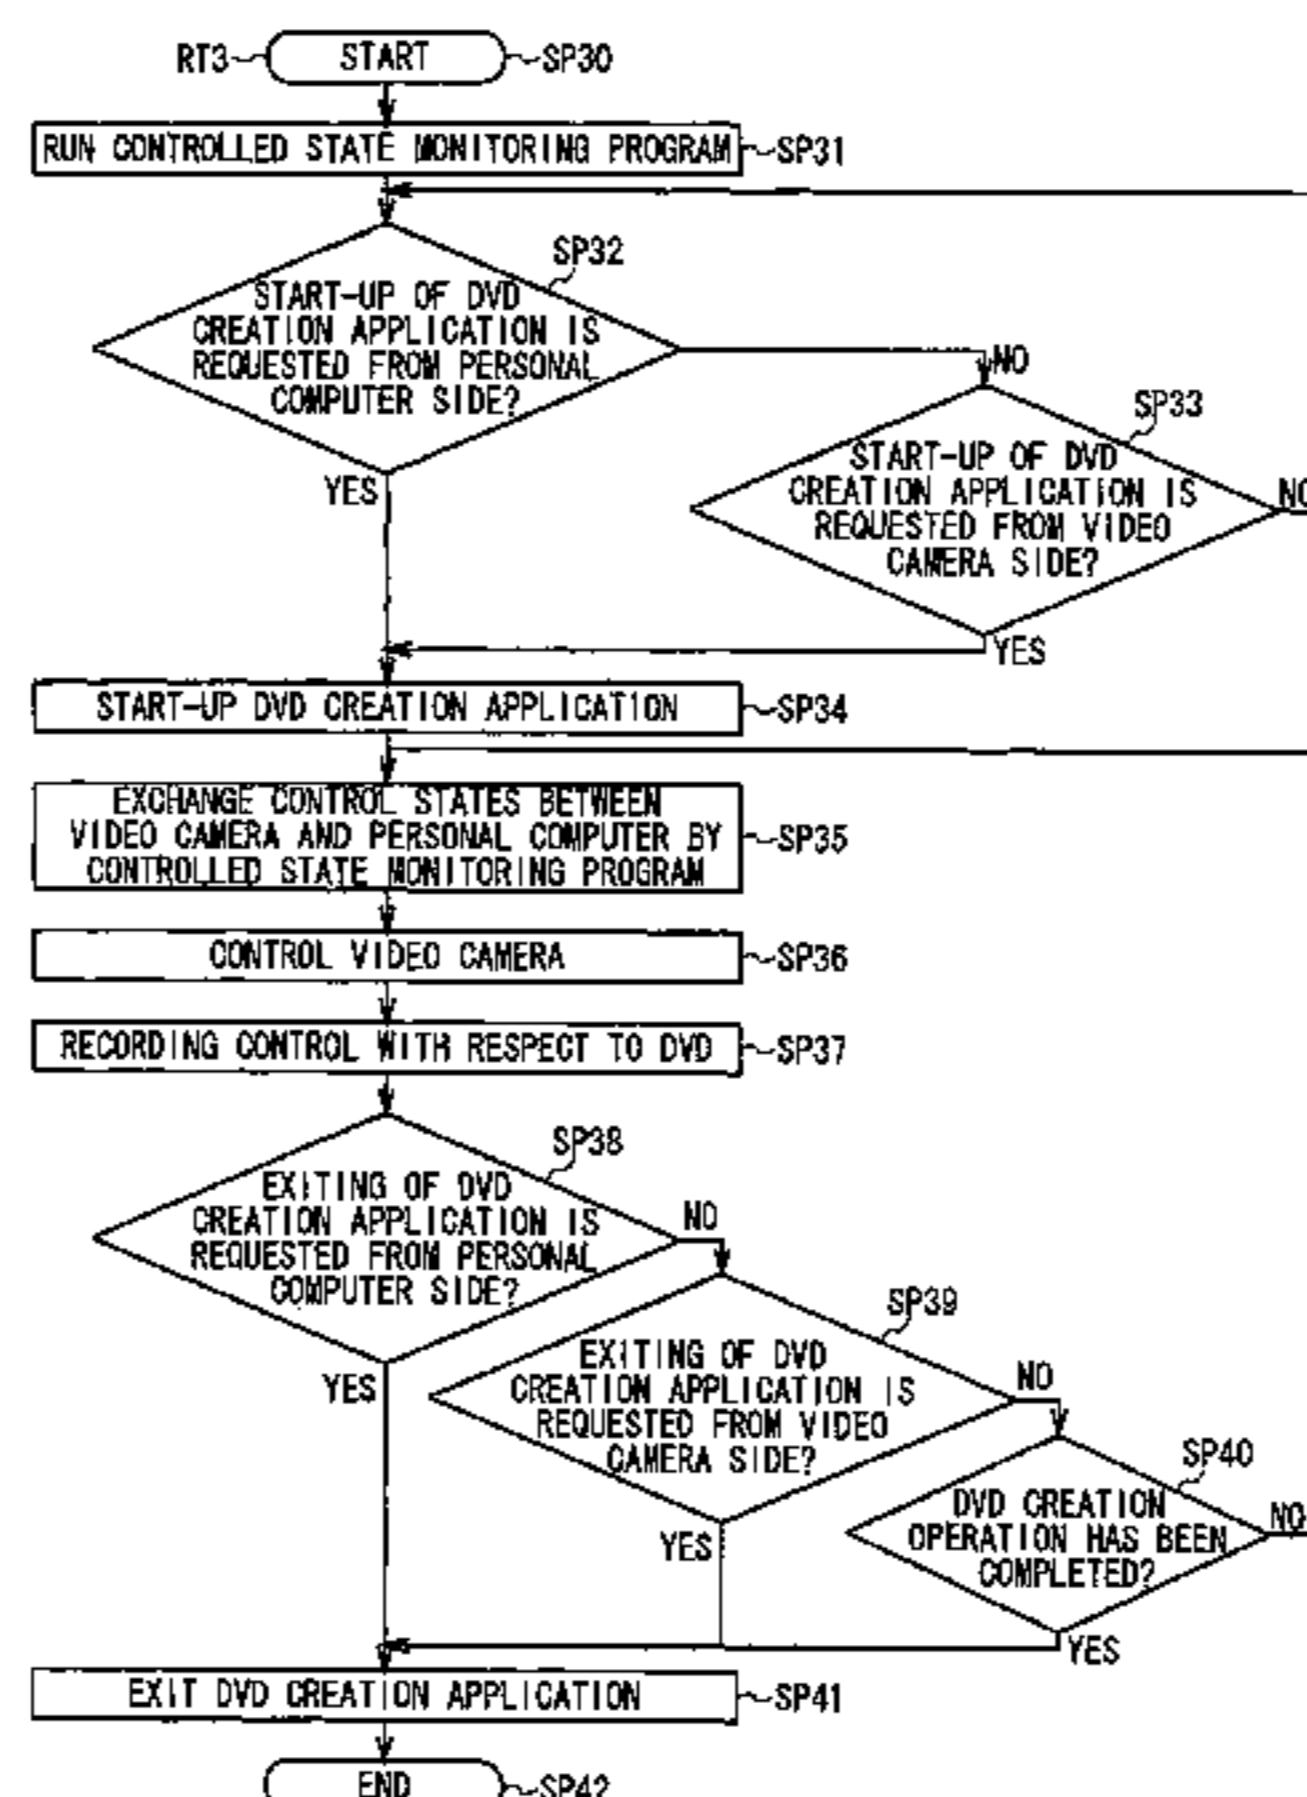 RT3 START SP30
RUN CONTROLLED STATE MONITORING PROGRAM SP31
SP32
START-UP OF DVD
CREATION APPLICATION IS
REQUESTED FROM PERSONAL
COMPUTER SIDE?
NO
YES
SP33
START-UP OF DVD
CREATION APPLICATION IS
REQUESTED FROM VIDEO
CAMERA SIDE?
NO
YES
START-UP DVD CREATION APPLICATION SP34
EXCHANGE CONTROL STATES BETWEEN
VIDEO CAMERA AND PERSONAL COMPUTER BY
CONTROLLED STATE MONITORING PROGRAM
SP35
CONTROL VIDEO CAMERA SP36
RECORDING CONTROL WITH RESPECT TO DVD SP37
SP38
EXITING OF DVD
CREATION APPLICATION IS
REQUESTED FROM PERSONAL
COMPUTER SIDE?
NO
YES
SP39
EXITING OF DVD
CREATION APPLICATION IS
REQUESTED FROM VIDEO
CAMERA SIDE?
NO
YES
SP40
DVD CREATION
OPERATION HAS BEEN
COMPLETED?
NO
YES
EXIT DVD CREATION APPLICATION SP41
END SP42